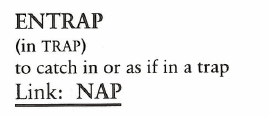 ENTRAP
(in TRAP)
to catch in or as if in a trap
Link: NAP